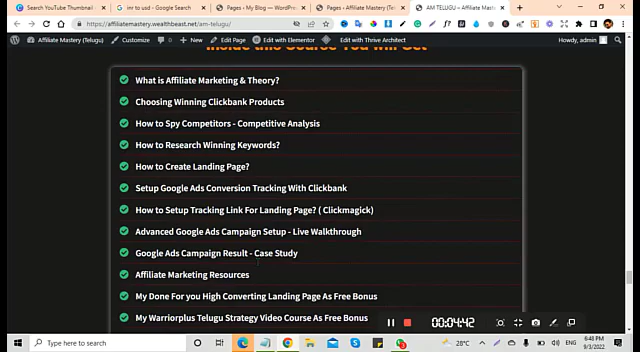 Search YouTube Thumbnail
inr to usd - Google Search
Pages ‹ My Blog — WordPre
Pages ‹ Affiliate Mastery (Te
AM TELUGU – Affiliate Maste
https://affiliatemastery.wealthbeast.net/am-telugu/
Affiliate Mastery (Telugu)
Customize
0
New
Edit Page
Edit with Elementor
Edit with Thrive Architect
Howdy, admin
Inside this Course You Will Get
What is Affiliate Marketing & Theory?
Choosing Winning Clickbank Products
How to Spy Competitors - Competitive Analysis
How to Research Winning Keywords?
How to Create Landing Page?
Setup Google Ads Conversion Tracking With Clickbank
How to Setup Tracking Link For Landing Page? ( Clickmagick)
Advanced Google Ads Campaign Setup - Live Walkthrough
Google Ads Campaign Result - Case Study
Affiliate Marketing Resources
My Done For you High Converting Landing Page As Free Bonus
My Warriorplus Telugu Strategy Video Course As Free Bonus
00:04:42
Type here to search
28°C
ENG
6:48 PM
9/3/2022